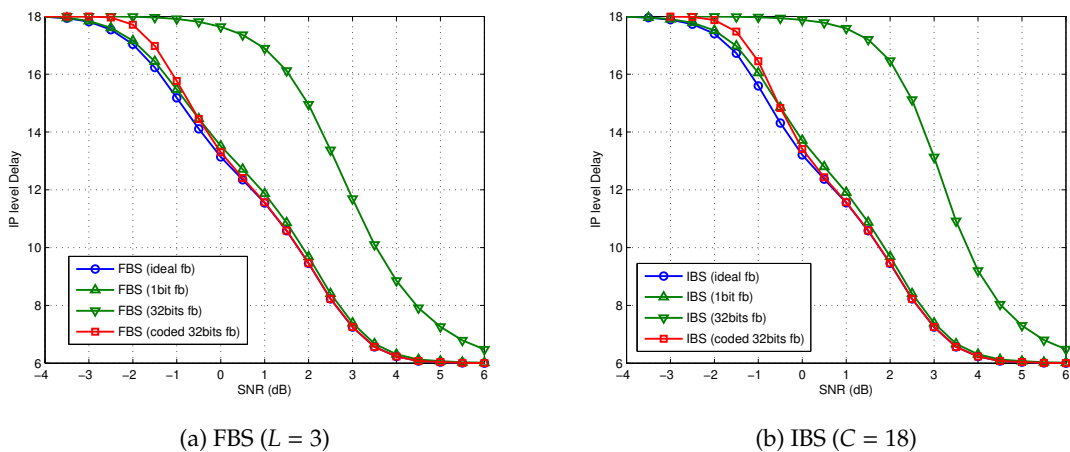 18
16
14
12
10
8
6
IP level Delay
FBS (ideal fb)
FBS (1bit fb)
FBS (32bits fb)
FBS (coded 32bits fb)
−4 −3 −2 −1 0 1 2 3 4 5 6
SNR (dB)
(a) FBS (L = 3)
18
16
14
12
10
8
6
IP level Delay
IBS (ideal fb)
IBS (1bit fb)
IBS (32bits fb)
IBS (coded 32bits fb)
−4 −3 −2 −1 0 1 2 3 4 5 6
SNR (dB)
(b) IBS (C = 18)